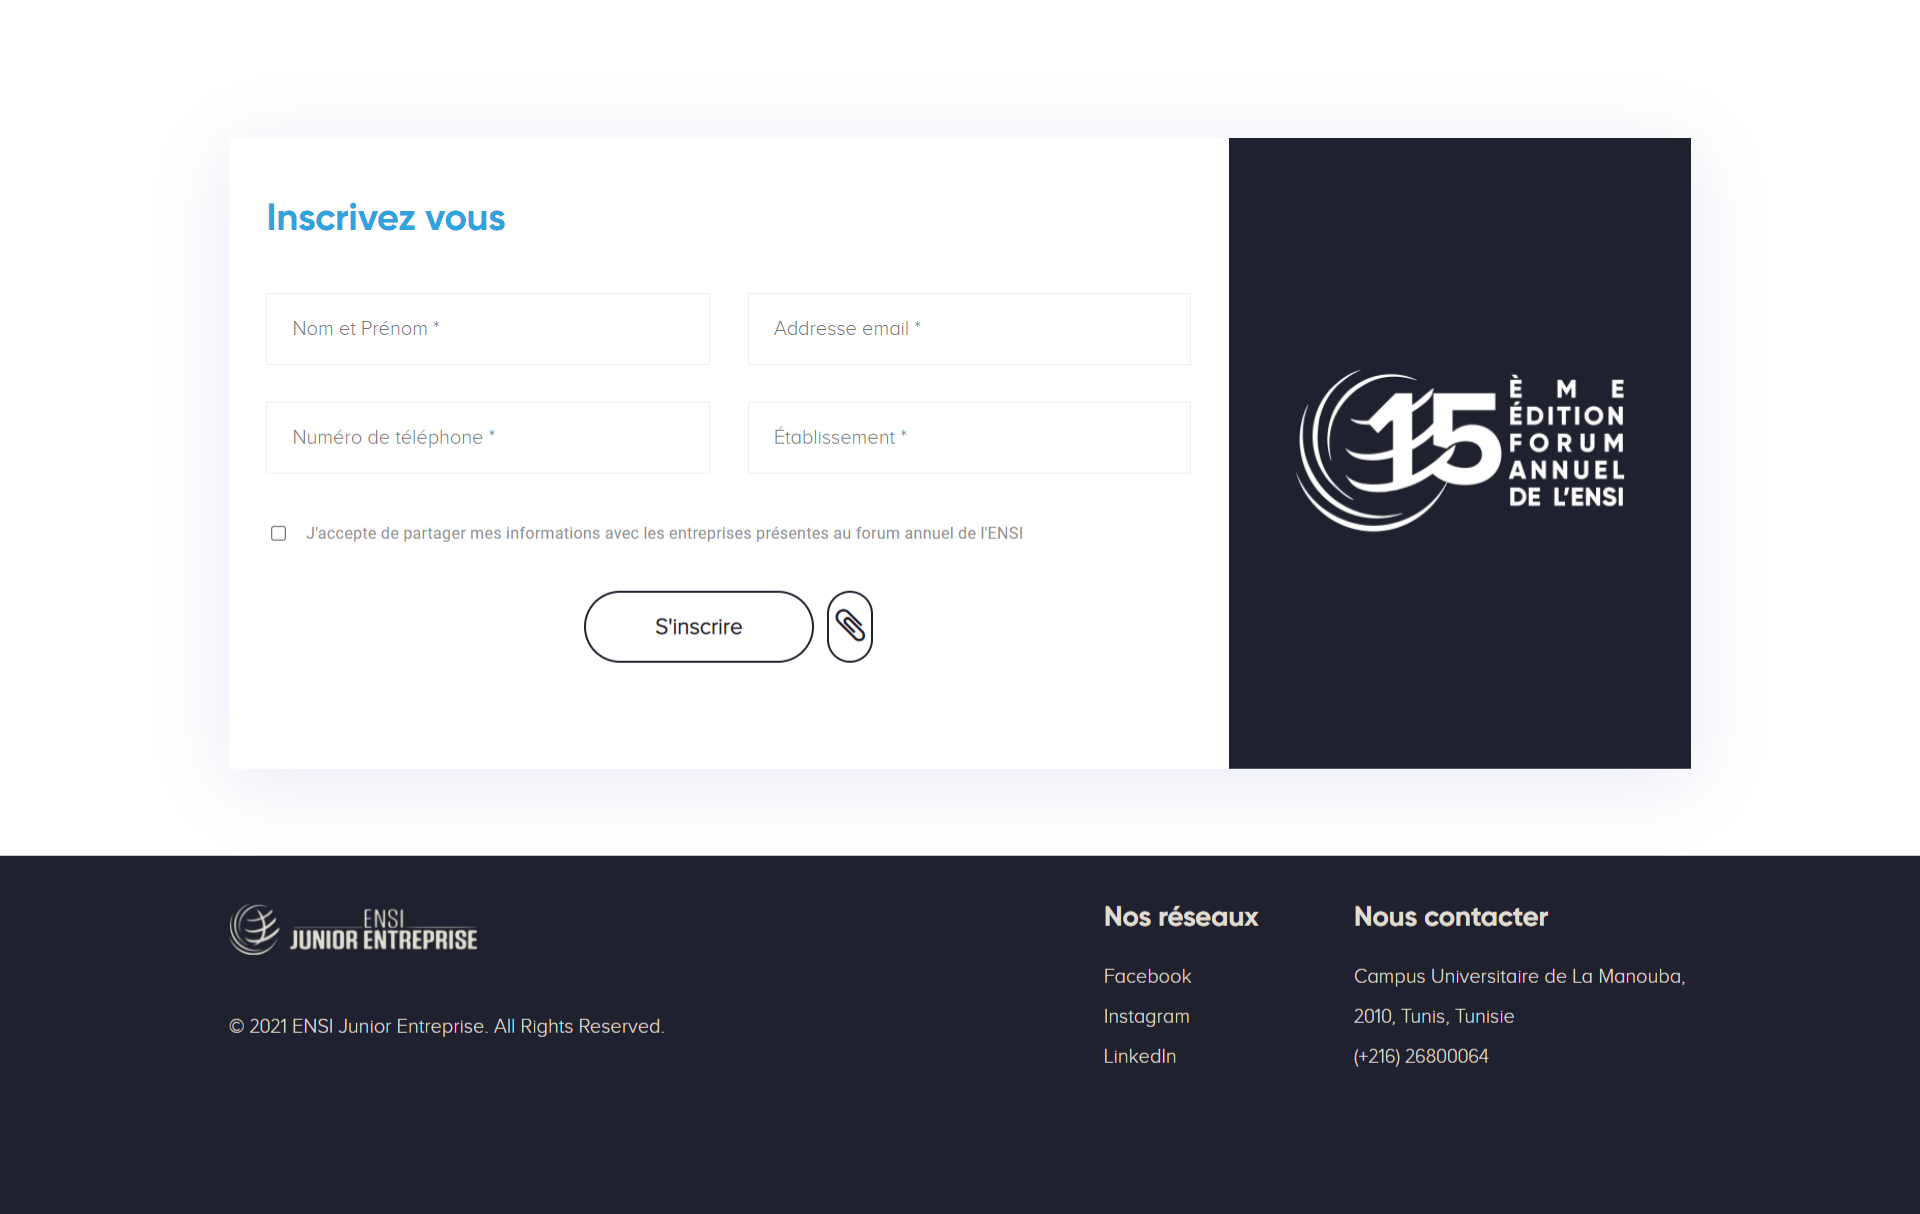 Inscrivez vous
Nom et Prénom *
Addresse email *
Numéro de téléphone *
Établissement *
J'accepte de partager mes informations avec les entreprises présentes au forum annuel de l'ENSI
S'inscrire
15
ÈME
ÉDITION
FORUM
ANNUEL
DE L'ENSI
ENSI
JUNIOR ENTREPRISE
© 2021 ENSI Junior Entreprise. All Rights Reserved.
Nos réseaux
Facebook
Instagram
LinkedIn
Nous contacter
Campus Universitaire de La Manouba,
2010, Tunis, Tunisie
(+216) 26800064